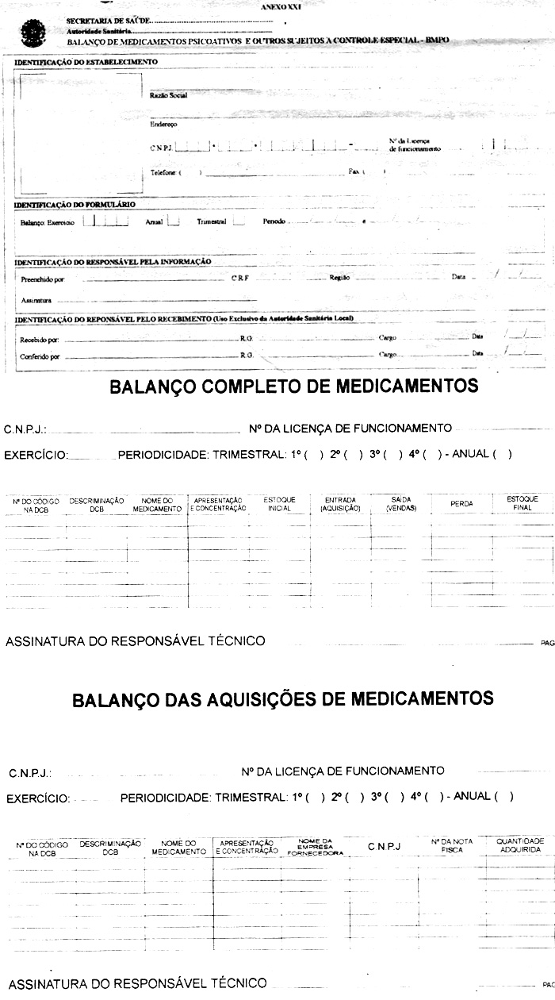 ANEXO XXI
SECRETARIA DE SAÚDE
Autoridade Sanitária
BALANÇO DE MEDICAMENTOS PSICOATIVOS E OUTROS SUJEITOS A CONTROLE ESPECIAL - BMPO
IDENTIFICAÇÃO DO ESTABELECIMENTO
Razão Social
Endereço
C.N.P.J. Nº da Licença
de funcionamento
Telefone: ( ) Fax ( )
IDENTIFICAÇÃO DO FORMULÁRIO
Balanço: Exercício Anual Trimestral Período / / a / /
IDENTIFICAÇÃO DO RESPONSÁVEL PELA INFORMAÇÃO
Preenchido por C R F Região Data / /
Assinatura
IDENTIFICAÇÃO DO REPONSÁVEL PELO RECEBIMENTO (Uso Exclusivo da Autoridade Sanitária Local)
Recebido por: R.G. Cargo Data / /
Conferido por R.G. Cargo Data / /
BALANÇO COMPLETO DE MEDICAMENTOS
C.N.P.J.: Nº DA LICENÇA DE FUNCIONAMENTO
EXERCÍCIO: PERIODICIDADE: TRIMESTRAL: 1º ( ) 2º ( ) 3º ( ) 4º ( ) - ANUAL ( )
Nº DO CÓDIGO NA DCB DESCRIMINAÇÃO DCB NOME DO MEDICAMENTO APRESENTAÇÃO E CONCENTRAÇÃO ESTOQUE INICIAL ENTRADA (AQUISIÇÃO) SAÍDA (VENDAS) PERDA ESTOQUE FINAL
ASSINATURA DO RESPONSÁVEL TÉCNICO PAG
BALANÇO DAS AQUISIÇÕES DE MEDICAMENTOS
C.N.P.J.: Nº DA LICENÇA DE FUNCIONAMENTO
EXERCÍCIO: PERIODICIDADE: TRIMESTRAL: 1º ( ) 2º ( ) 3º ( ) 4º ( ) - ANUAL ( )
Nº DO CÓDIGO NA DCB DESCRIMINAÇÃO DCB NOME DO MEDICAMENTO APRESENTAÇÃO E CONCENTRAÇÃO NOME DA EMPRESA FORNECEDORA C.N.P.J Nº DA NOTA FISCA QUANTIDADE ADQUIRIDA
ASSINATURA DO RESPONSÁVEL TÉCNICO PAG